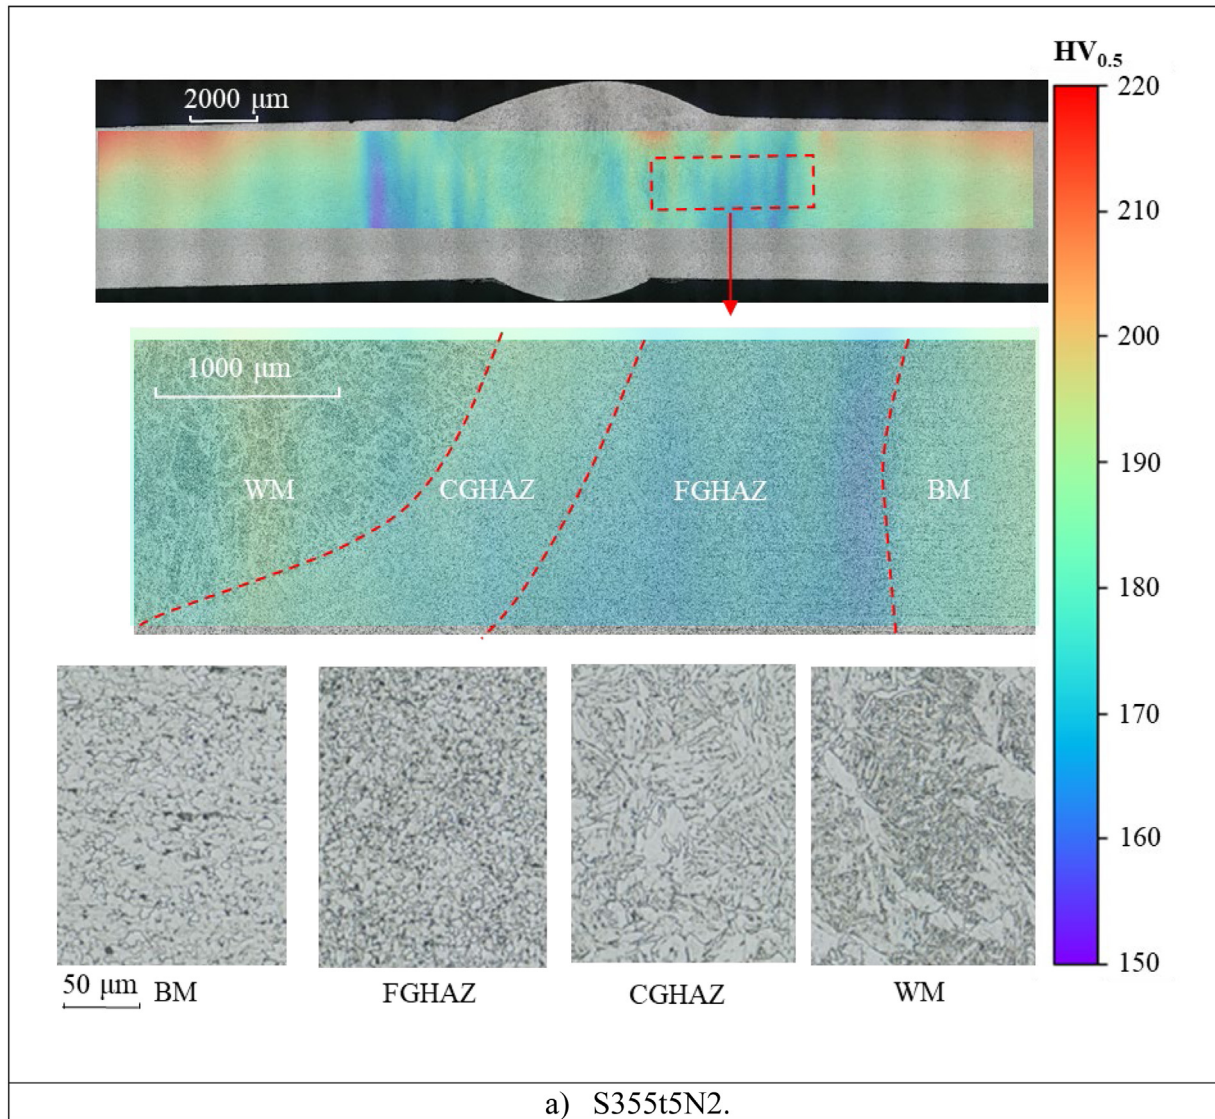 HV0.5
2000 μm
220
210
200
190
180
170
160
150
1000 μm
WM
CGHAZ
FGHAZ
BM
50 μm
BM
FGHAZ
CGHAZ
WM
a) S355t5N2.